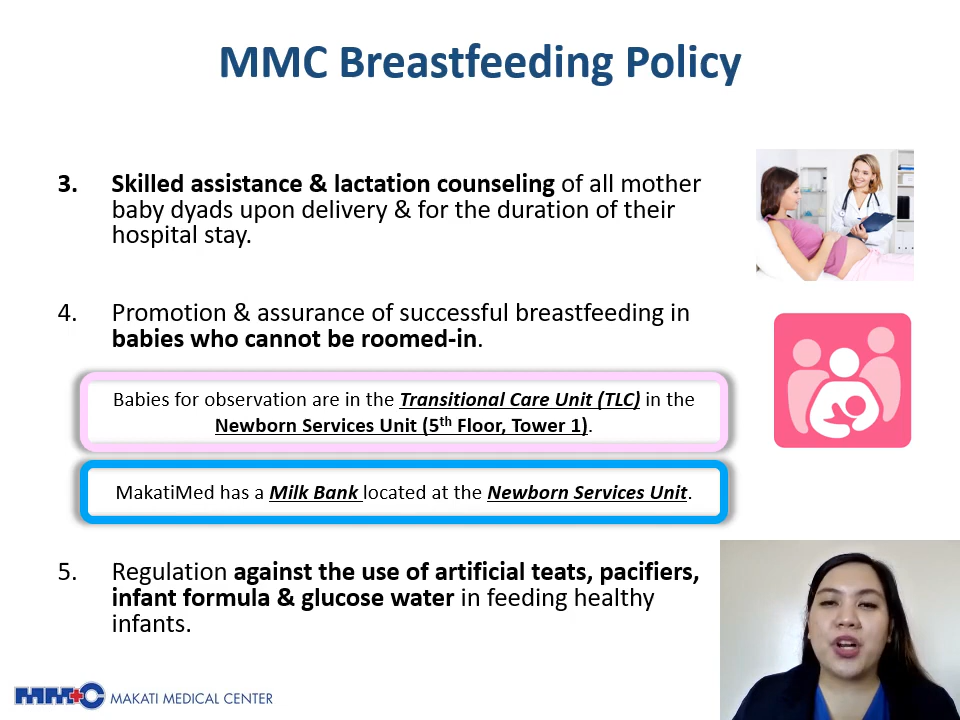 MMC Breastfeeding Policy
3. Skilled assistance & lactation counseling of all mother
baby dyads upon delivery & for the duration of their
hospital stay.
4. Promotion & assurance of successful breastfeeding in
babies who cannot be roomed-in.
Babies for observation are in the Transitional Care Unit (TLC) in the
Newborn Services Unit (5th Floor, Tower 1).
MakatiMed has a Milk Bank located at the Newborn Services Unit.
5. Regulation against the use of artificial teats, pacifiers,
infant formula & glucose water in feeding healthy
infants.
MMC MAKATI MEDICAL CENTER